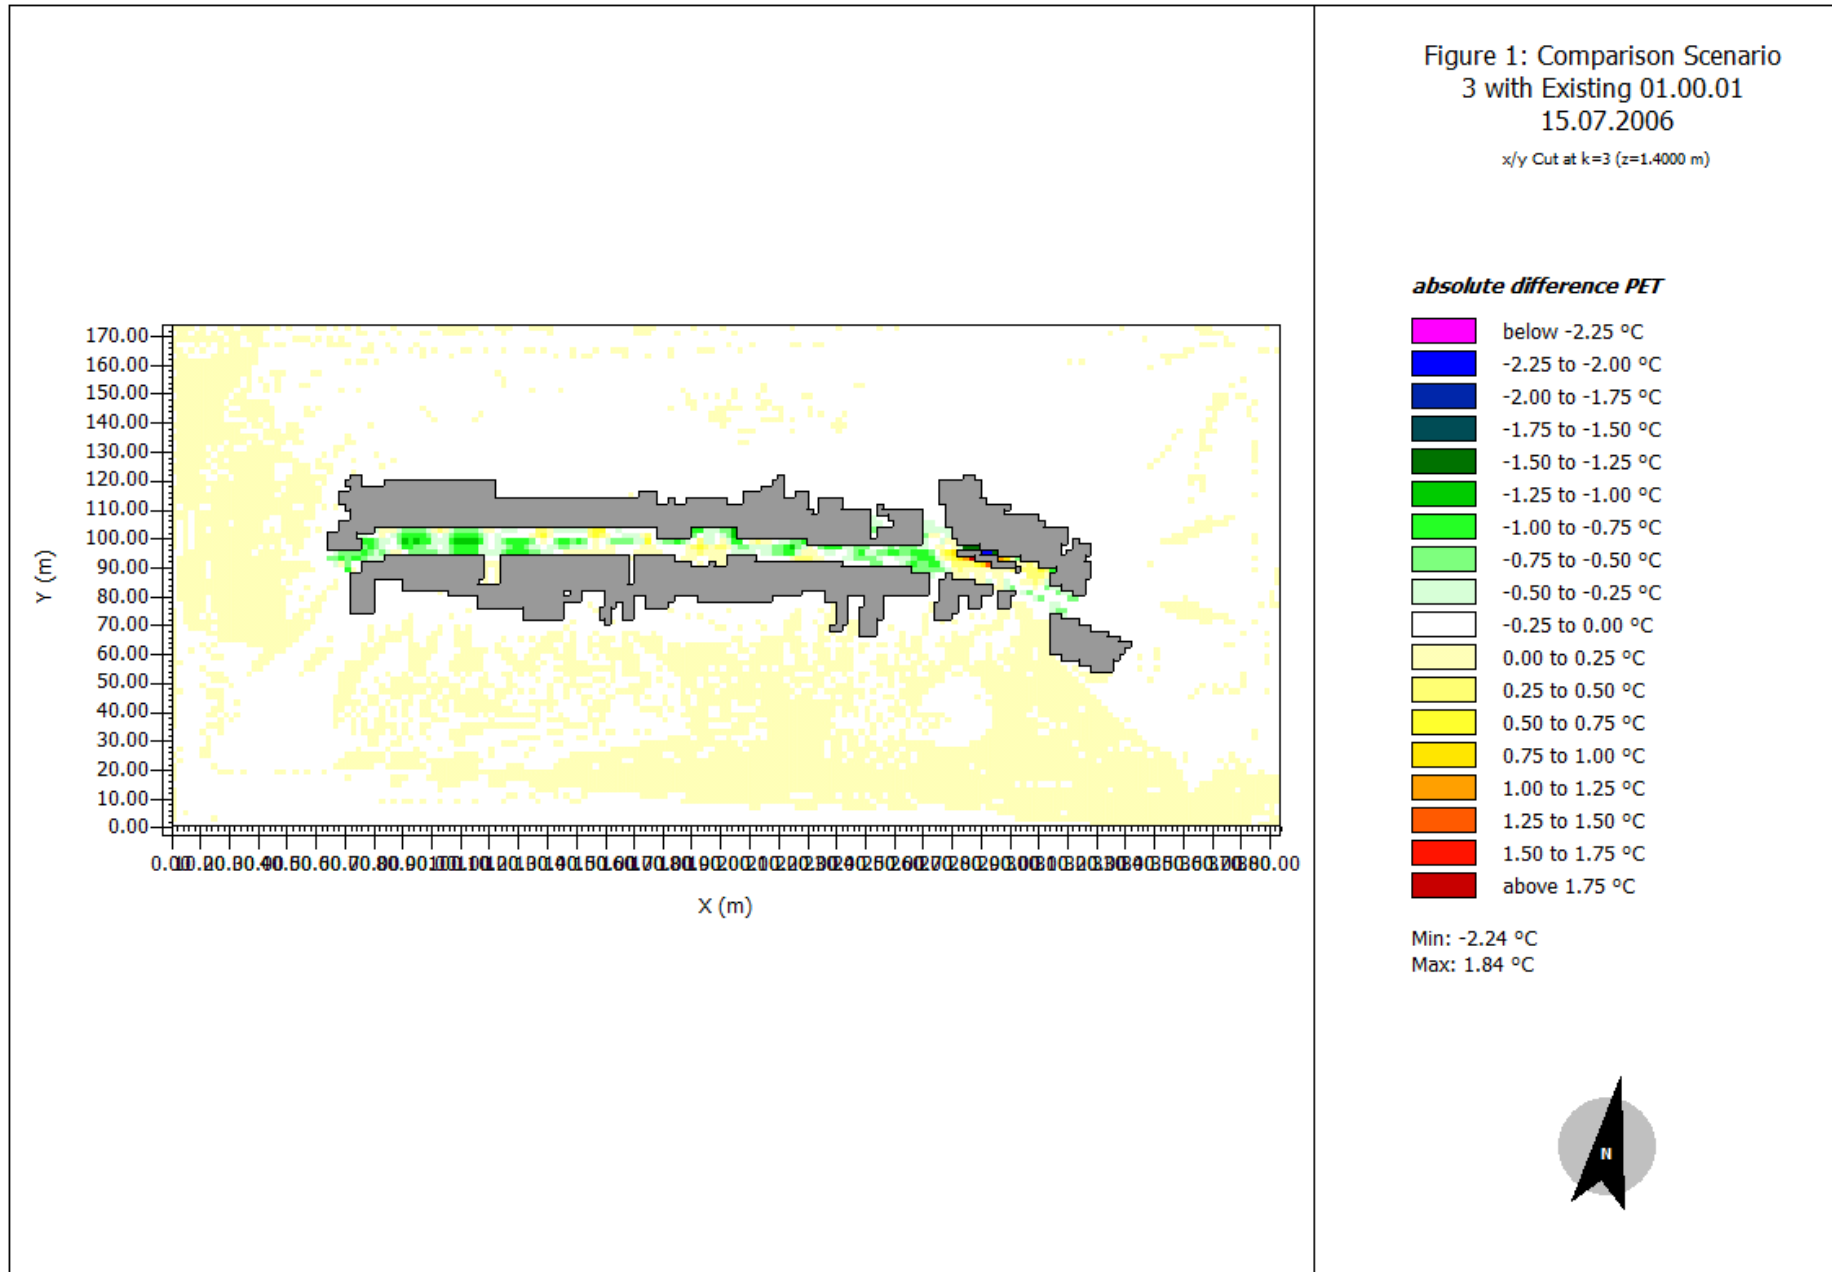 Figure 1: Comparison Scenario
3 with Existing 01.00.01
15.07.2006
x/y Cut at k=3 (z=1.4000 m)
absolute difference PET
below -2.25 °C
-2.25 to -2.00 °C
-2.00 to -1.75 °C
-1.75 to -1.50 °C
-1.50 to -1.25 °C
-1.25 to -1.00 °C
-1.00 to -0.75 °C
-0.75 to -0.50 °C
-0.50 to -0.25 °C
-0.25 to 0.00 °C
0.00 to 0.25 °C
0.25 to 0.50 °C
0.50 to 0.75 °C
0.75 to 1.00 °C
1.00 to 1.25 °C
1.25 to 1.50 °C
1.50 to 1.75 °C
above 1.75 °C
Min: -2.24 °C
Max: 1.84 °C
N
170.00
160.00
150.00
140.00
130.00
120.00
110.00
100.00
90.00
80.00
70.00
60.00
50.00
40.00
30.00
20.00
10.00
0.00
Y (m)
X (m)